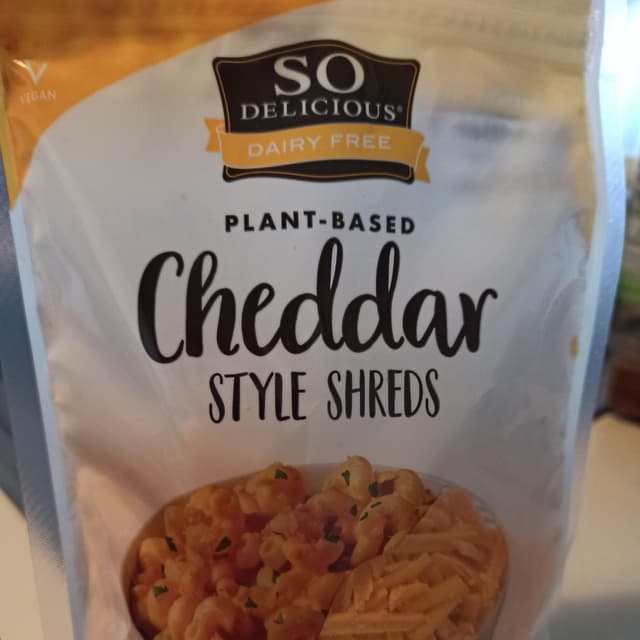 VEGAN
SO
DELICIOUS®
DAIRY FREE
PLANT-BASED
Cheddar
STYLE SHREDS